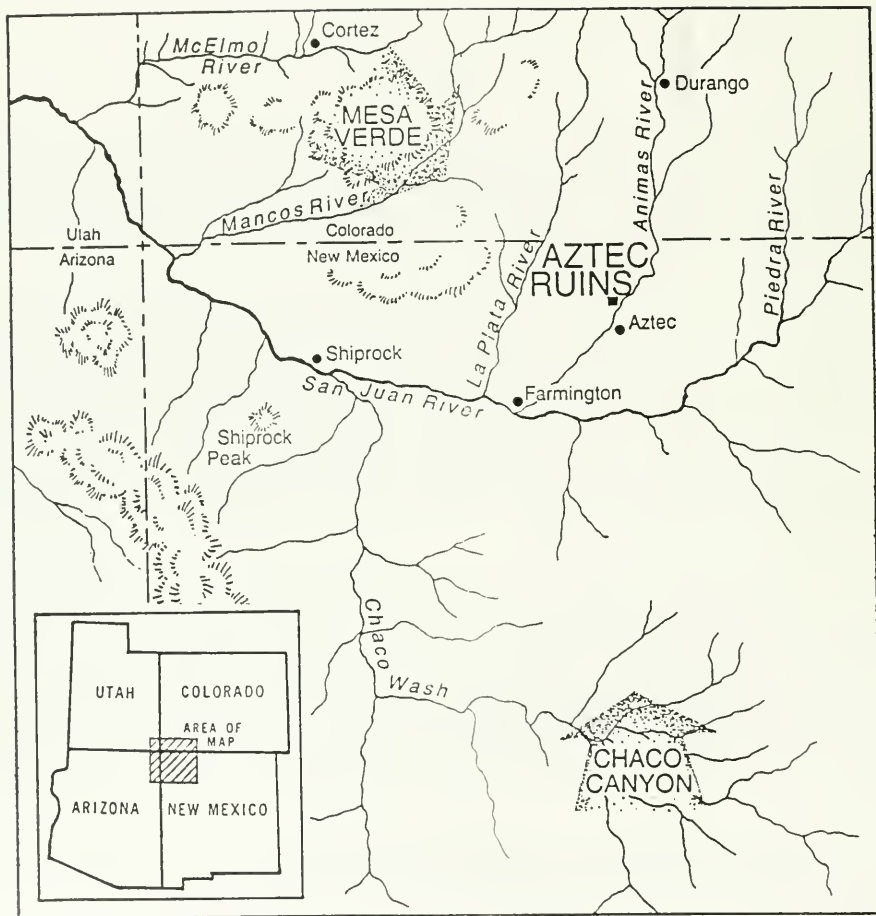 Cortez
McElmo
River
Durango
MESA
VERDE
Animas River
Piedra River
Mancos River
Utah
Arizona
Colorado
New Mexico
La Plata River
AZTEC
RUINS
Aztec
Shiprock
San Juan River
Farmington
Shiprock
Peak
Chaco
Wash
CHACO
CANYON
UTAH
COLORADO
AREA OF
MAP
ARIZONA
NEW MEXICO